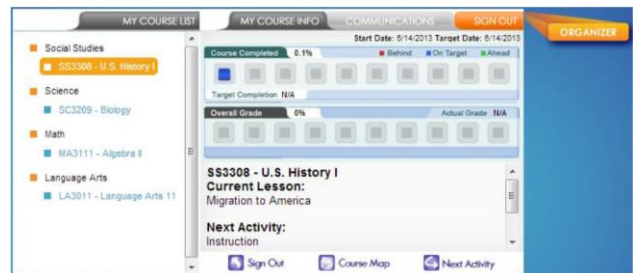 MY COURSE LIST
MY COURSE INFO
COMMUNICATIONS
SIGN OUT
ORGANIZER
Social Studies
SS3308 - U.S. History I
Science
SC3209 - Biology
Math
MA3111 - Algebra II
Language Arts
LA3011 - Language Arts 11
Start Date: 6/14/2013 Target Date: 6/14/2013
Course Completed 0.1%
Behind
On Target
Ahead
Target Completion N/A
Overall Grade 0%
Actual Grade N/A
SS3308 - U.S. History I
Current Lesson:
Migration to America
Next Activity:
Instruction
Sign Out
Course Map
Next Activity